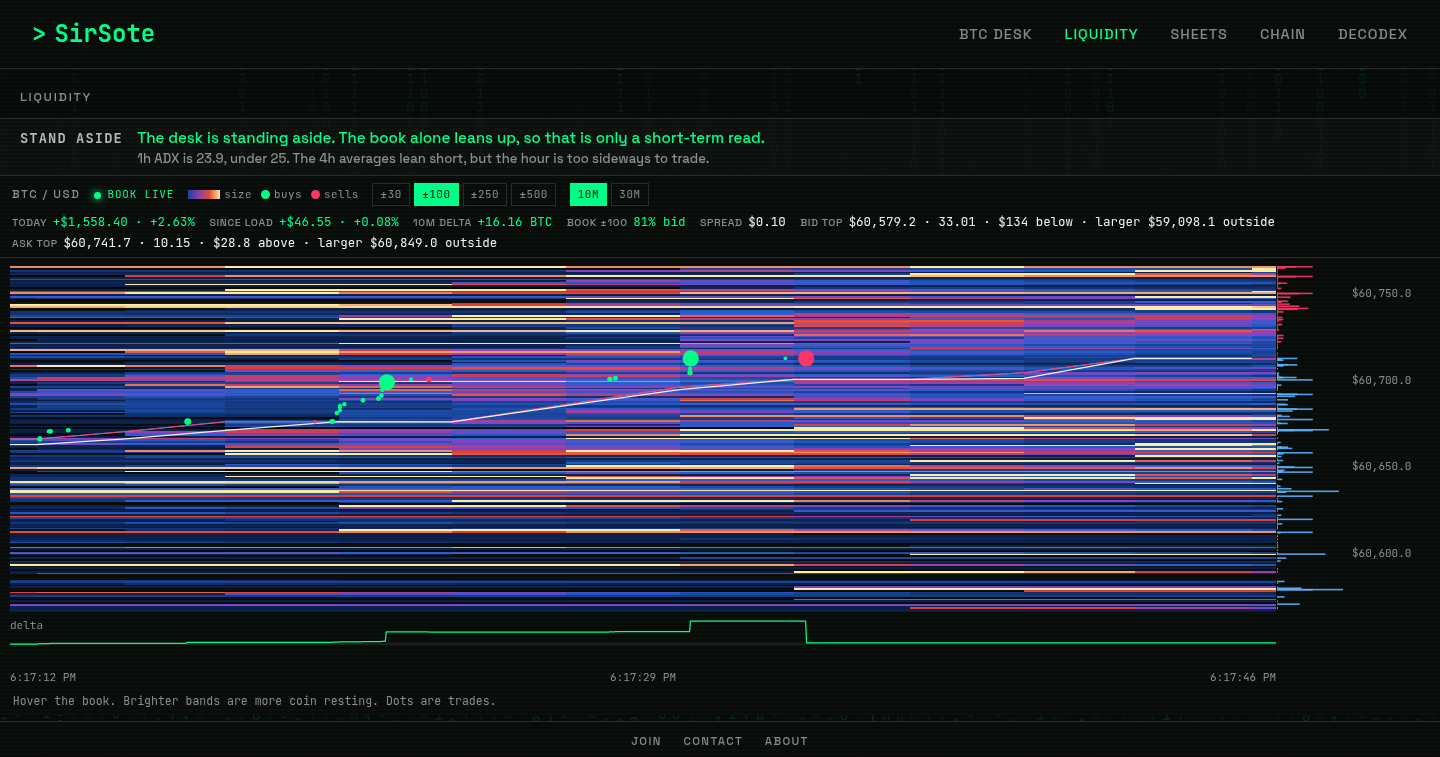 > SirSote
BTC DESK LIQUIDITY SHEETS CHAIN DECODEX
LIQUIDITY
STAND ASIDE The desk is standing aside. The book alone leans up, so that is only a short-term read.
1h ADX is 23.9, under 25. The 4h averages lean short, but the hour is too sideways to trade.
BTC / USD BOOK LIVE size buys sells ±30 ±100 ±250 ±500 10M 30M
TODAY +$1,558.40 · +2.63% SINCE LOAD +$46.55 · +0.08% 10M DELTA +16.16 BTC BOOK ±100 81% bid SPREAD $0.10 BID TOP $60,579.2 · 33.01 · $134 below · larger $59,098.1 outside
ASK TOP $60,741.7 · 10.15 · $28.8 above · larger $60,849.0 outside
$60,750.0
$60,700.0
$60,650.0
$60,600.0
delta
6:17:12 PM 6:17:29 PM 6:17:46 PM
Hover the book. Brighter bands are more coin resting. Dots are trades.
JOIN CONTACT ABOUT